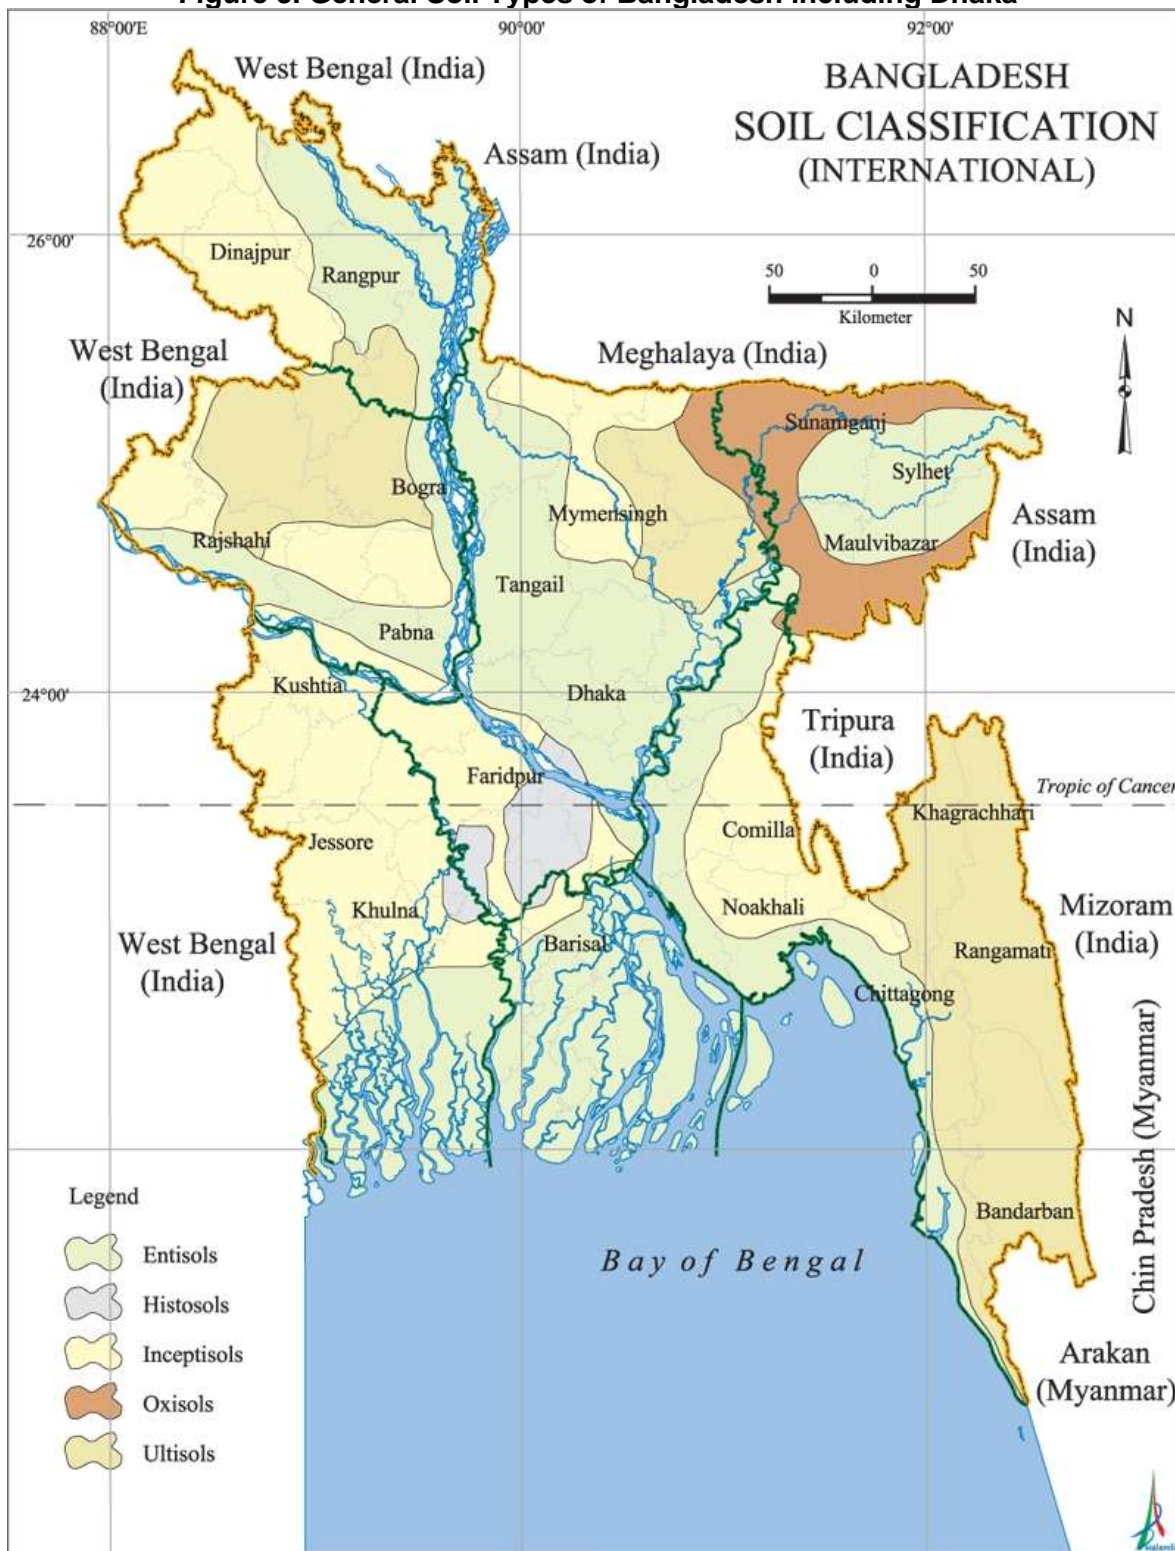 Figure 3. General Soil Types of Bangladesh including Dhaka
88°00'E
90°00'
92°00'
West Bengal (India)
BANGLADESH
SOIL ClASSIFICATION
(INTERNATIONAL)
Assam (India)
26°00'
Dinajpur
Rangpur
50
0
50
Kilometer
N
West Bengal
(India)
Meghalaya (India)
Sunamganj
Sylhet
Bogra
Mymensingh
Assam
(India)
Rajshahi
Maulvibazar
Tangail
Pabna
Kushtia
24°00'
Dhaka
Tripura
(India)
Faridpur
Tropic of Cancer
Khagrachhari
Comilla
Jessore
Khulna
Noakhali
Mizoram
(India)
West Bengal
(India)
Barisal
Rangamati
Chittagong
Chin Pradesh (Myanmar)
Legend
Bandarban
Entisols
Bay of Bengal
Histosols
Inceptisols
Arakan
(Myanmar)
Oxisols
Ultisols